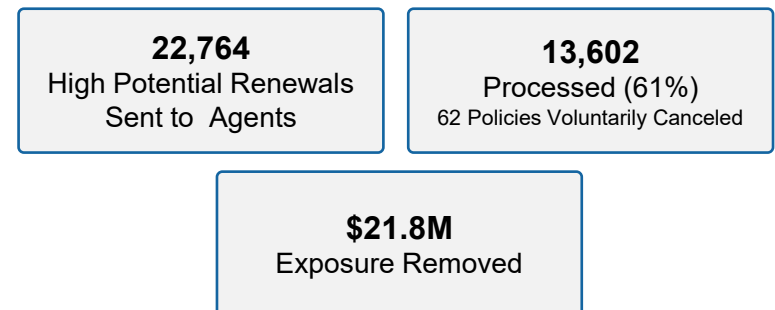 22,764
High Potential Renewals
Sent to Agents
13,602
Processed (61%)
62 Policies Voluntarily Canceled
$21.8M
Exposure Removed